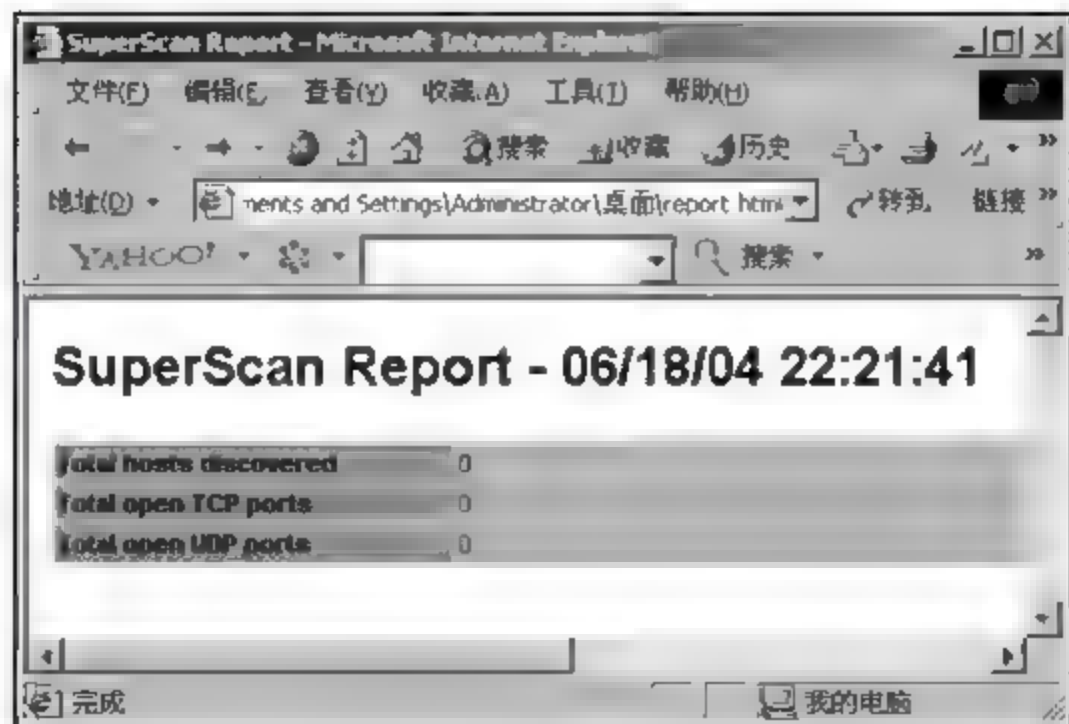 SuperScan Report - Microsoft Internet Explorer
文件(F) 编辑(E) 查看(V) 收藏(A) 工具(T) 帮助(H)
搜索 收藏 历史
地址(D) ments and Settings\Administrator\桌面\report.html 转到 链接 »
YAHOO! 搜索 »
SuperScan Report - 06/18/04 22:21:41
Total hosts discovered 0
Total open TCP ports 0
Total open UDP ports 0
完成 我的电脑